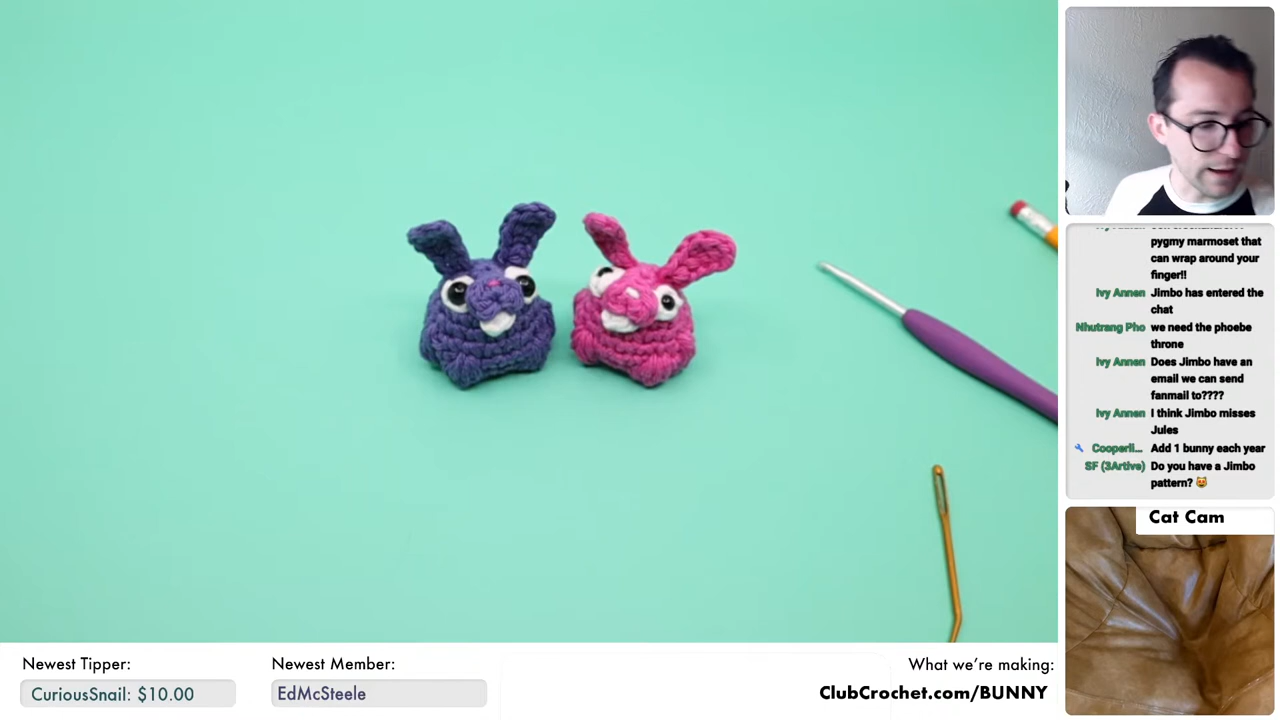 pygmy marmoset that
can wrap around your
finger!!
Ivy Annen Jimbo has entered the
chat
Nhutrang Pho we need the phoebe
throne
Ivy Annen Does Jimbo have an
email we can send
fanmail to????
Ivy Annen I think Jimbo misses
Jules
Cooperli... Add 1 bunny each year
SF (3Artive) Do you have a Jimbo
pattern? 😸
Cat Cam
Newest Tipper:
CuriousSnail: $10.00
Newest Member:
EdMcSteele
What we're making:
ClubCrochet.com/BUNNY